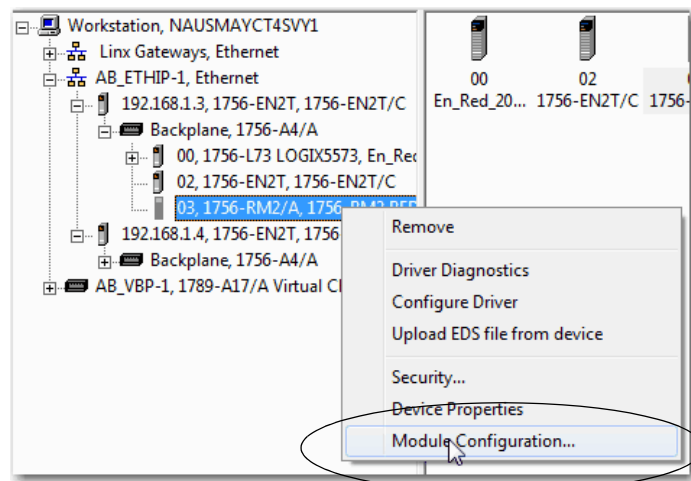 Workstation, NAUSMAYCT4SVY1
Linx Gateways, Ethernet
AB_ETHIP-1, Ethernet
192.168.1.3, 1756-EN2T, 1756-EN2T/C
Backplane, 1756-A4/A
00, 1756-L73 LOGIX5573, En_Red
02, 1756-EN2T, 1756-EN2T/C
03, 1756-RM2/A, 1756-RM2 RED
192.168.1.4, 1756-EN2T, 1756
Backplane, 1756-A4/A
AB_VBP-1, 1789-A17/A Virtual Ch
00
En_Red_20...
02
1756-EN2T/C
1756-
Remove
Driver Diagnostics
Configure Driver
Upload EDS file from device
Security...
Device Properties
Module Configuration...